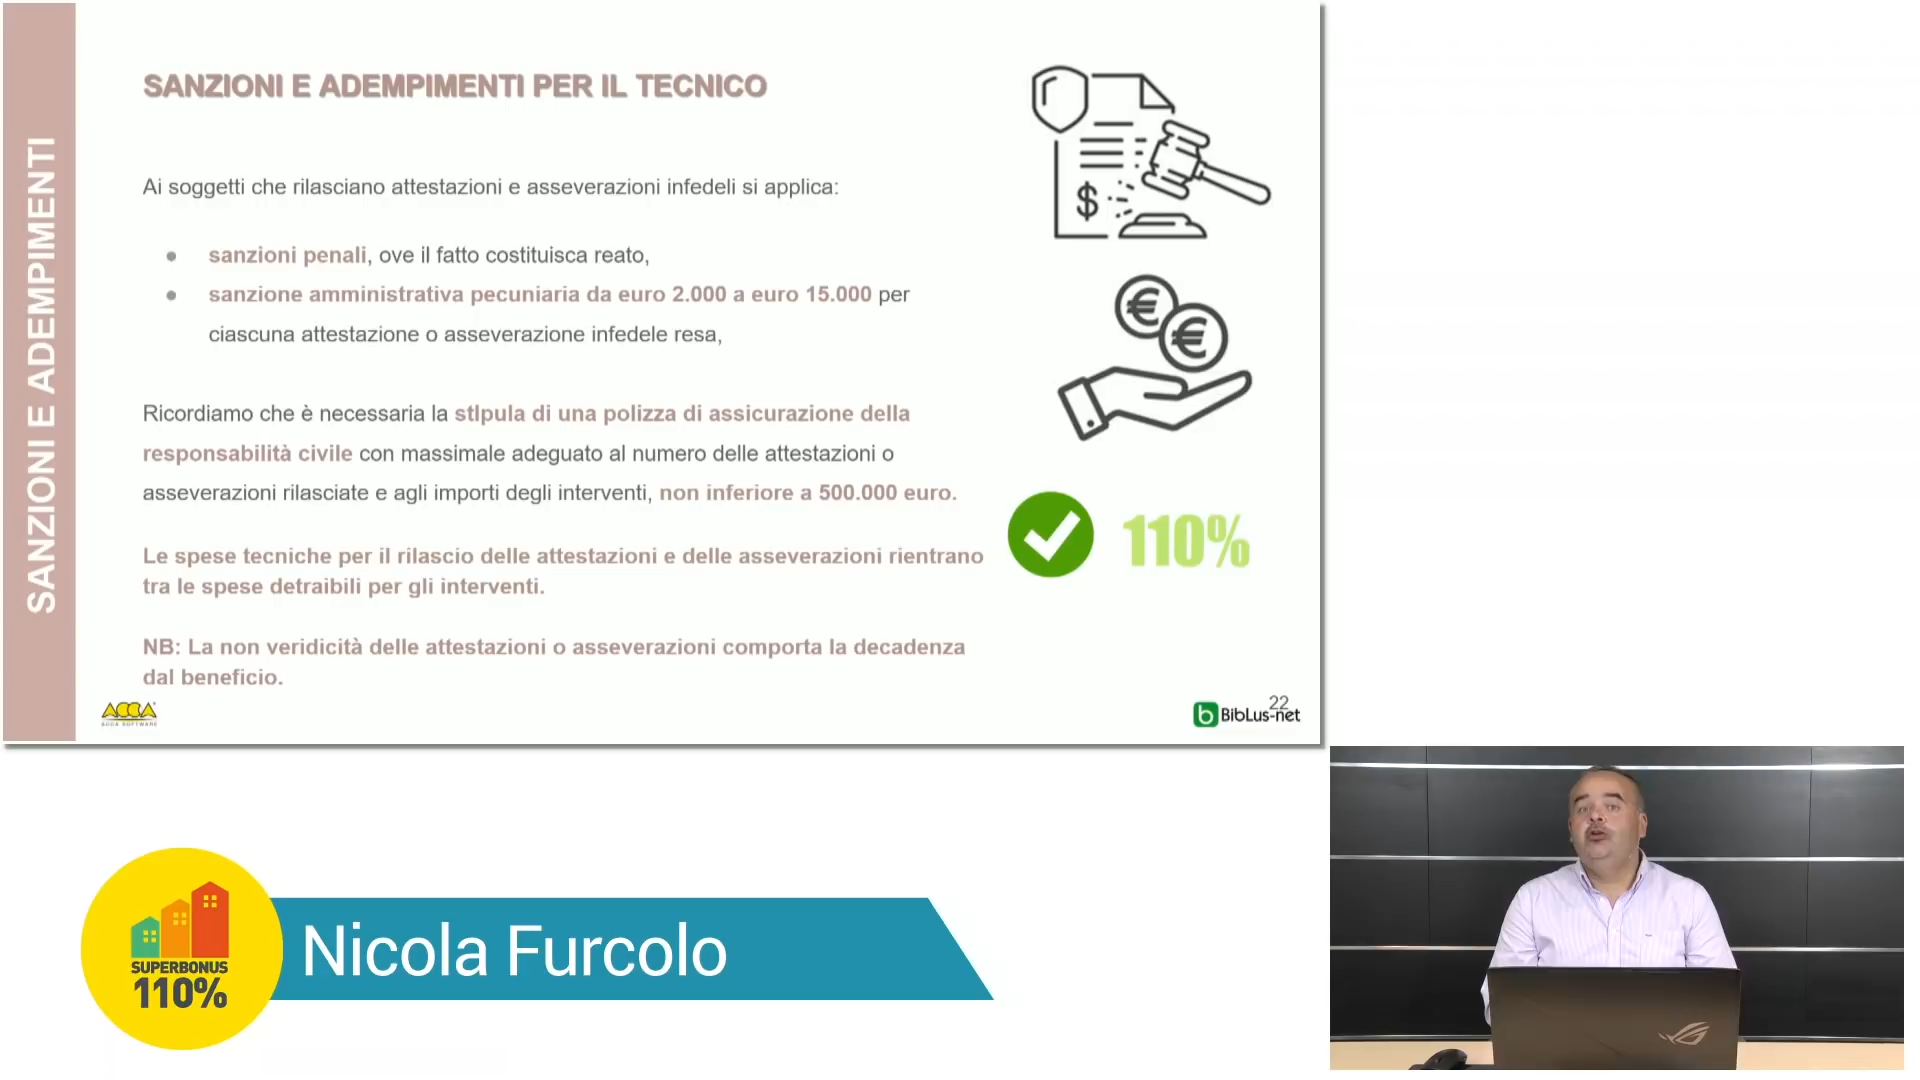 SANZIONI E ADEMPIMENTI
SANZIONI E ADEMPIMENTI PER IL TECNICO
Ai soggetti che rilasciano attestazioni e asseverazioni infedeli si applica:
● sanzioni penali, ove il fatto costituisca reato,
● sanzione amministrativa pecuniaria da euro 2.000 a euro 15.000 per
ciascuna attestazione o asseverazione infedele resa,
Ricordiamo che è necessaria la stlpula di una polizza di assicurazione della
responsabilità civile con massimale adeguato al numero delle attestazioni o
asseverazioni rilasciate e agli importi degli interventi, non inferiore a 500.000 euro.
Le spese tecniche per il rilascio delle attestazioni e delle asseverazioni rientrano
tra le spese detraibili per gli interventi.
NB: La non veridicità delle attestazioni o asseverazioni comporta la decadenza
dal beneficio.
$
€
€
110%
ACCA
ACCA SOFTWARE
22
b BibLus-net
SUPERBONUS
110%
Nicola Furcolo